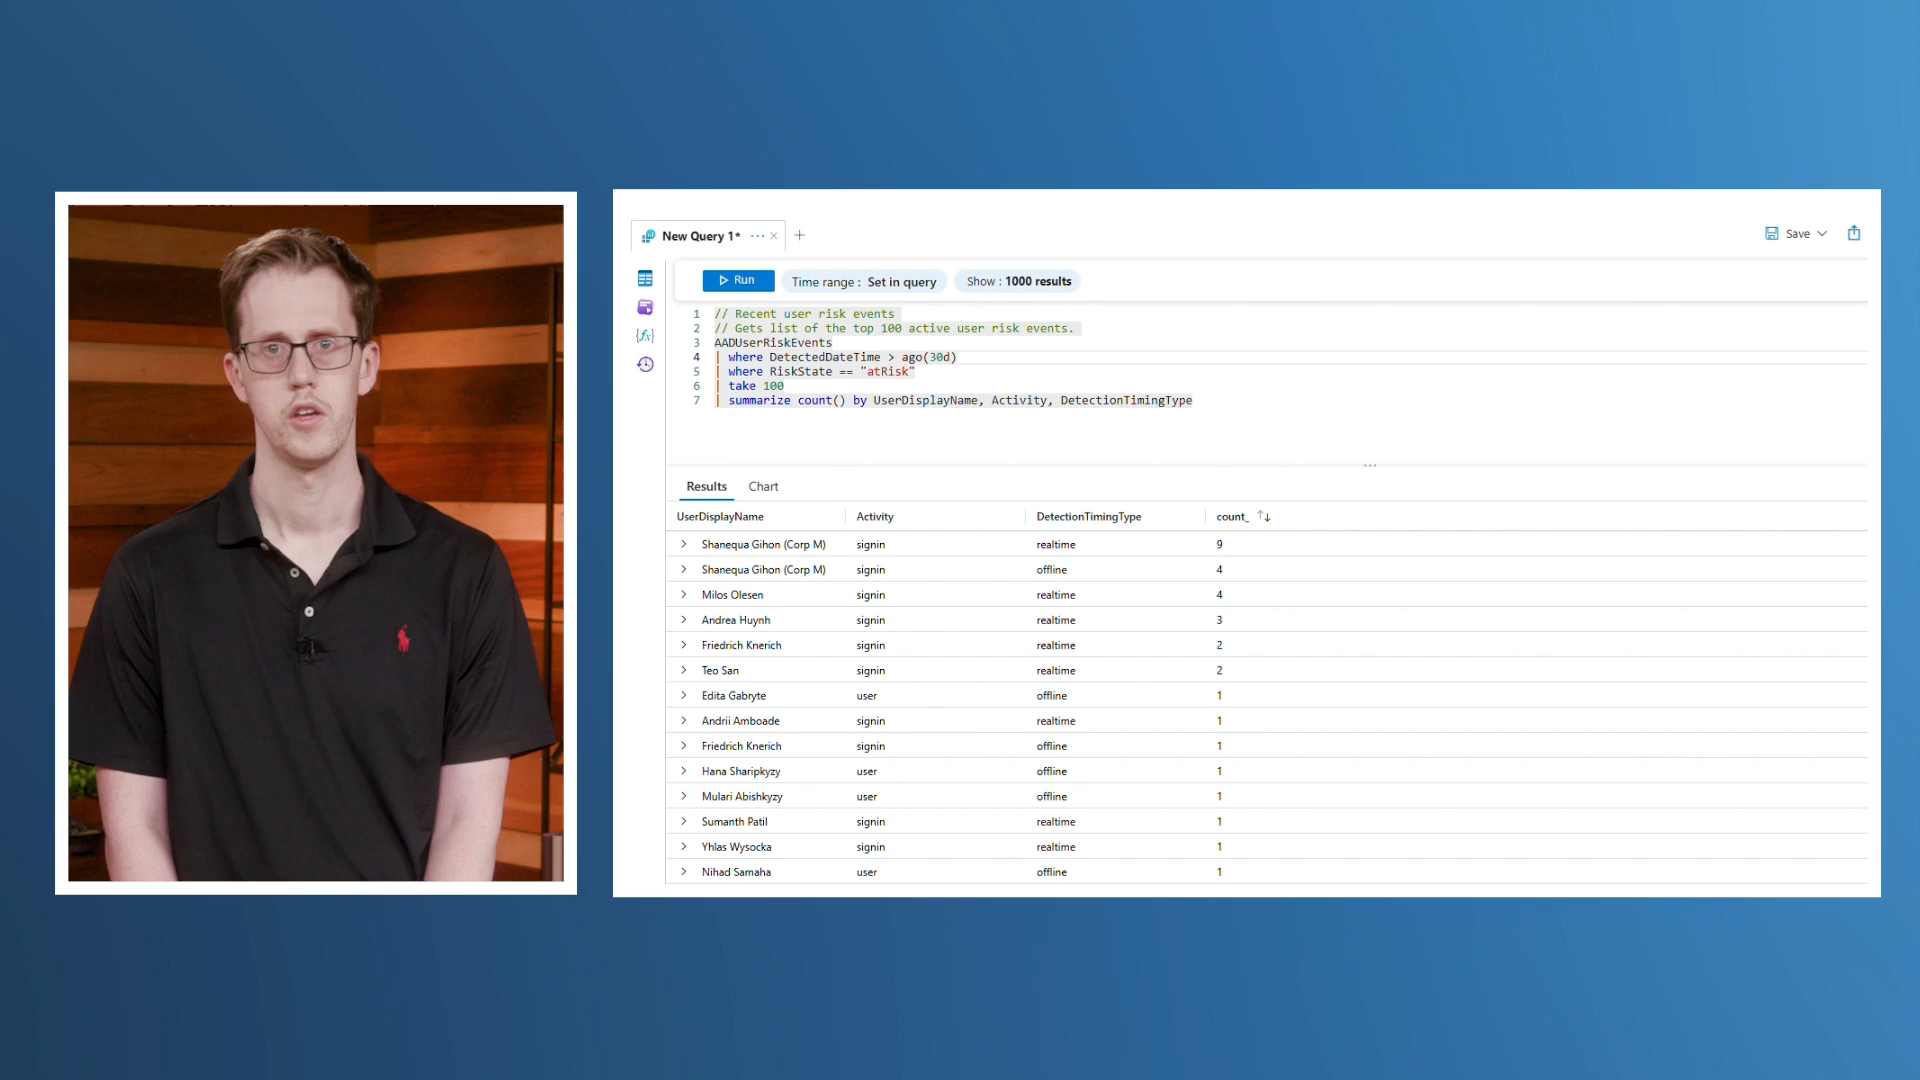 New Query 1* ··· ×  +
Save
Run
Time range : Set in query
Show : 1000 results
1 // Recent user risk events
2 // Gets list of the top 100 active user risk events.
3 AADUserRiskEvents
4 | where DetectedDateTime > ago(30d)
5 | where RiskState == "atRisk"
6 | take 100
7 | summarize count() by UserDisplayName, Activity, DetectionTimingType
{fx}
...
Results Chart
UserDisplayName Activity DetectionTimingType count_
Shanequa Gihon (Corp M) signin realtime 9
Shanequa Gihon (Corp M) signin offline 4
Milos Olesen signin realtime 4
Andrea Huynh signin realtime 3
Friedrich Knerich signin realtime 2
Teo San signin realtime 2
Edita Gabryte user offline 1
Andrii Amboade signin realtime 1
Friedrich Knerich signin offline 1
Hana Sharipkyzy user offline 1
Mulari Abishkyzy user offline 1
Sumanth Patil signin realtime 1
Yhlas Wysocka signin realtime 1
Nihad Samaha user offline 1